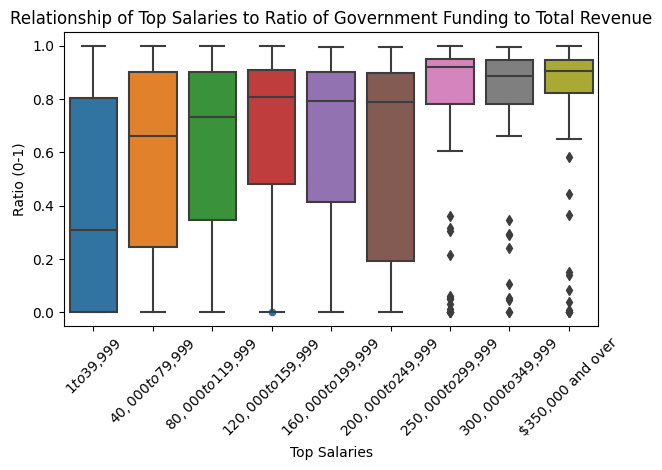 Relationship of Top Salaries to Ratio of Government Funding to Total Revenue
Ratio (0-1)
1.0
0.8
0.6
0.4
0.2
0.0
1to39,999
40,000to79,999
80,000to119,999
120,000to159,999
160,000to199,999
200,000to249,999
250,000to299,999
300,000to349,999
$350,000 and over
Top Salaries